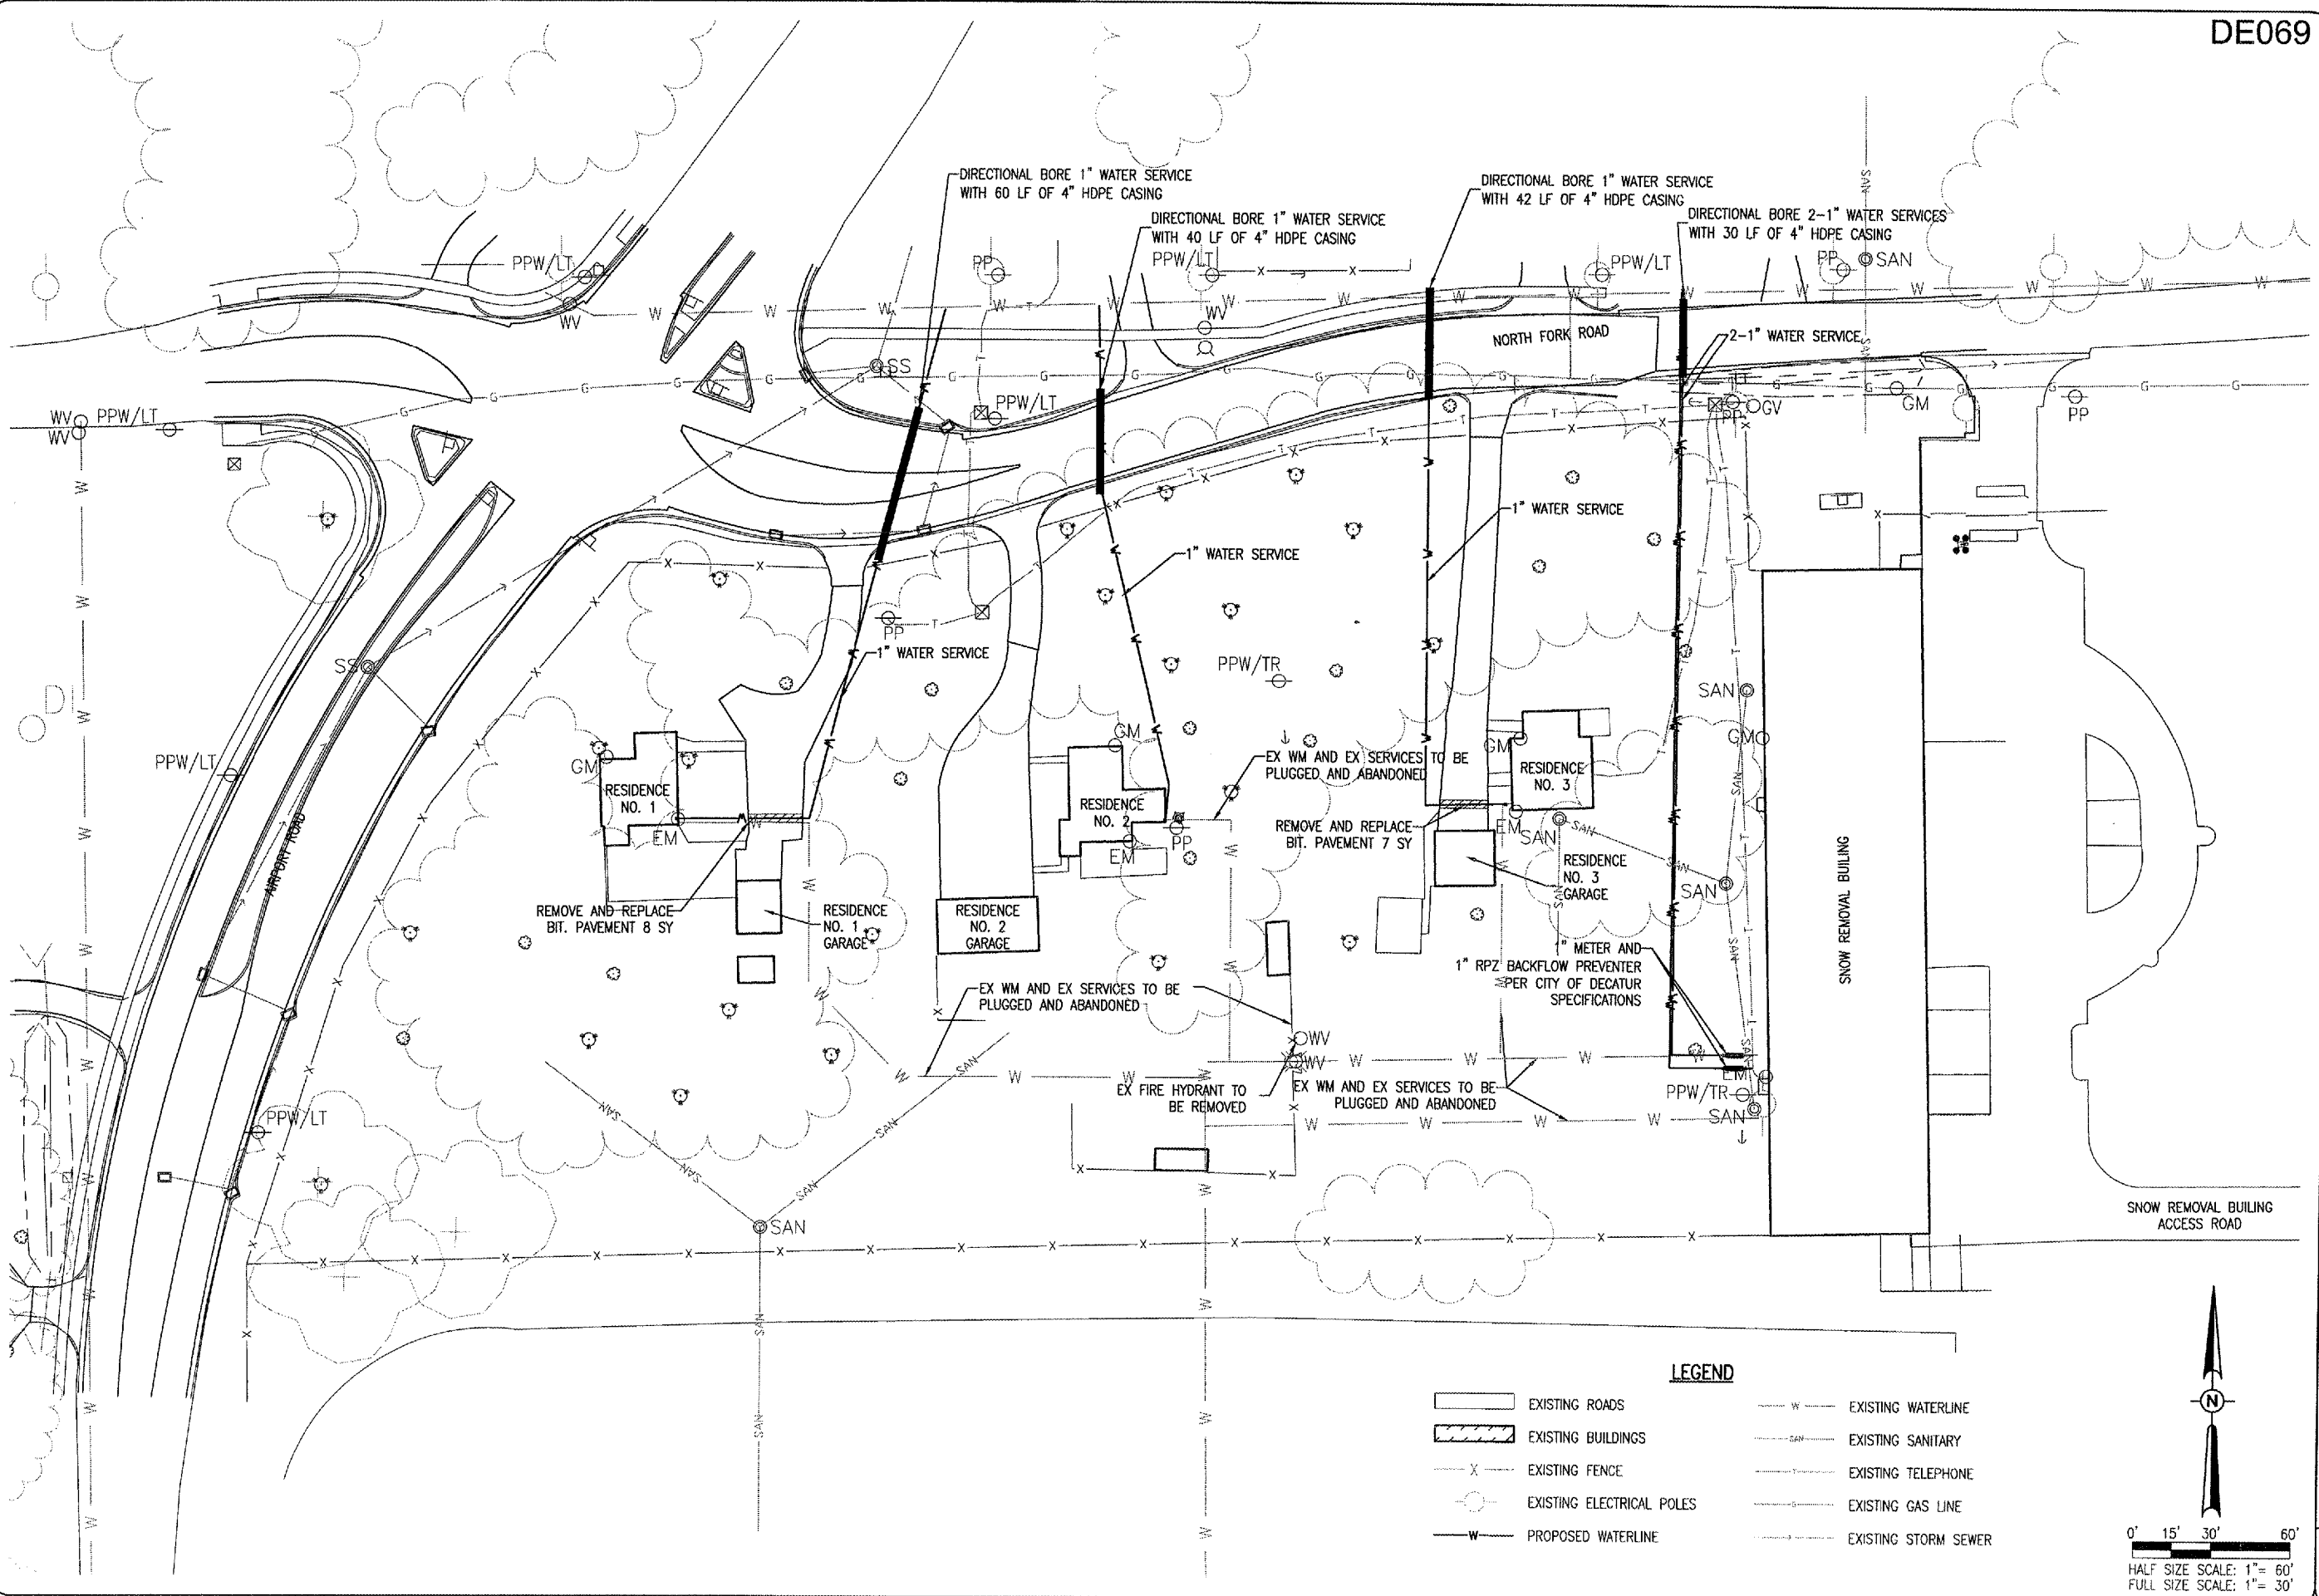 DE069
DIRECTIONAL BORE 1" WATER SERVICE
WITH 60 LF OF 4" HDPE CASING
DIRECTIONAL BORE 1" WATER SERVICE
WITH 40 LF OF 4" HDPE CASING
DIRECTIONAL BORE 1" WATER SERVICE
WITH 42 LF OF 4" HDPE CASING
DIRECTIONAL BORE 2-1" WATER SERVICES
WITH 30 LF OF 4" HDPE CASING
PPW/LT
PP
PPW/LT
PPW/LT
PP
SAN
SAN
WV
WV
NORTH FORK ROAD
2-1" WATER SERVICE
SS
PPW/LT
WV
WV
PPW/LT
PP
GV
GM
PP
1" WATER SERVICE
1" WATER SERVICE
PP
1" WATER SERVICE
PPW/TR
SS
SAN
DI
PPW/LT
GM
GM
GM
GM
RESIDENCE
NO. 1
RESIDENCE
NO. 2
RESIDENCE
NO. 3
EX WM AND EX SERVICES TO BE
PLUGGED AND ABANDONED
EM
EM
PP
EM
SAN
REMOVE AND REPLACE
BIT. PAVEMENT 7 SY
AIRPORT ROAD
RESIDENCE
NO. 3
GARAGE
SAN
SNOW REMOVAL BUILING
REMOVE AND REPLACE
BIT. PAVEMENT 8 SY
RESIDENCE
NO. 1
GARAGE
RESIDENCE
NO. 2
GARAGE
1" METER AND
1" RPZ BACKFLOW PREVENTER
PER CITY OF DECATUR
SPECIFICATIONS
EX WM AND EX SERVICES TO BE
PLUGGED AND ABANDONED
WV
WV
EX FIRE HYDRANT TO
BE REMOVED
EX WM AND EX SERVICES TO BE
PLUGGED AND ABANDONED
EM
PPW/TR
SAN
PPW/LT
SAN
SNOW REMOVAL BUILING
ACCESS ROAD
LEGEND
EXISTING ROADS
EXISTING BUILDINGS
X EXISTING FENCE
EXISTING ELECTRICAL POLES
W PROPOSED WATERLINE
W EXISTING WATERLINE
SAN EXISTING SANITARY
T EXISTING TELEPHONE
G EXISTING GAS LINE
EXISTING STORM SEWER
N
0' 15' 30' 60'
HALF SIZE SCALE: 1"= 60'
FULL SIZE SCALE: 1"= 30'